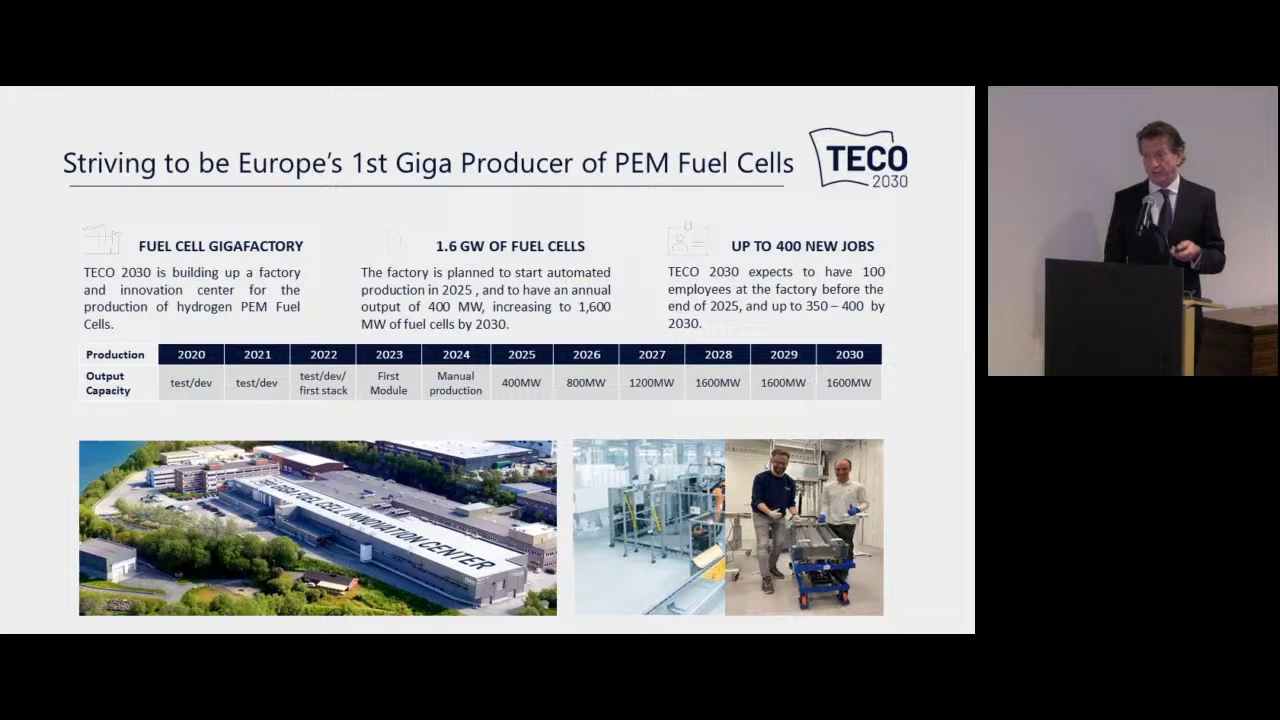 Striving to be Europe's 1st Giga Producer of PEM Fuel Cells
TECO
2030
FUEL CELL GIGAFACTORY
TECO 2030 is building up a factory
and innovation center for the
production of hydrogen PEM Fuel
Cells.
1.6 GW OF FUEL CELLS
The factory is planned to start automated
production in 2025 , and to have an annual
output of 400 MW, increasing to 1,600
MW of fuel cells by 2030.
UP TO 400 NEW JOBS
TECO 2030 expects to have 100
employees at the factory before the
end of 2025, and up to 350 – 400 by
2030.
Production 2020 2021 2022 2023 2024 2025 2026 2027 2028 2029 2030
Output Capacity test/dev test/dev test/dev/ first stack First Module Manual production 400MW 800MW 1200MW 1600MW 1600MW 1600MW
FUEL CELL INNOVATION CENTER
TECO